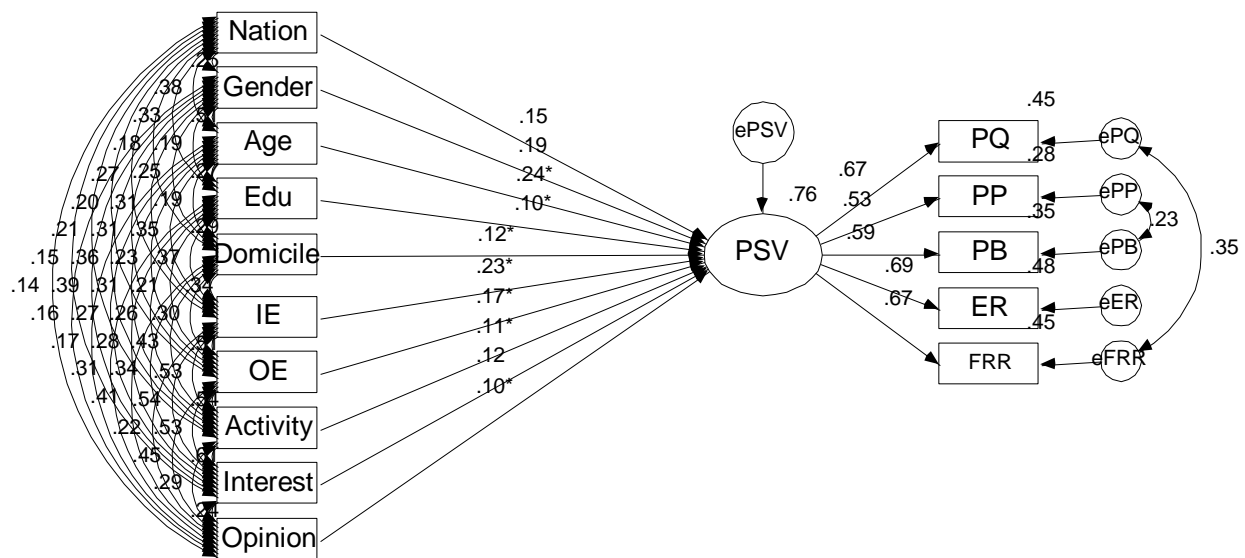 Nation
Gender
Age
Edu
Domicile
IE
OE
Activity
Interest
Opinion
.38
.33
.18 .19
.27 .25
.20 .31 .19
.21 .31 .35
.15 .36 .23 .37
.14 .39 .31 .21 .34
.16 .27 .26 .30
.17 .28 .43
.31 .34 .53
.41 .54
.22 .53
.45
.29
.24
.15
.19
.24*
.10*
.12*
.23*
.17*
.11*
.12
.10*
ePSV
.76
PSV
.67
.53
.59
.69
.67
.45
PQ
ePQ
.28
PP
ePP
.35
PB
ePB
.48
ER
eER
.45
FRR
eFRR
.23
.35